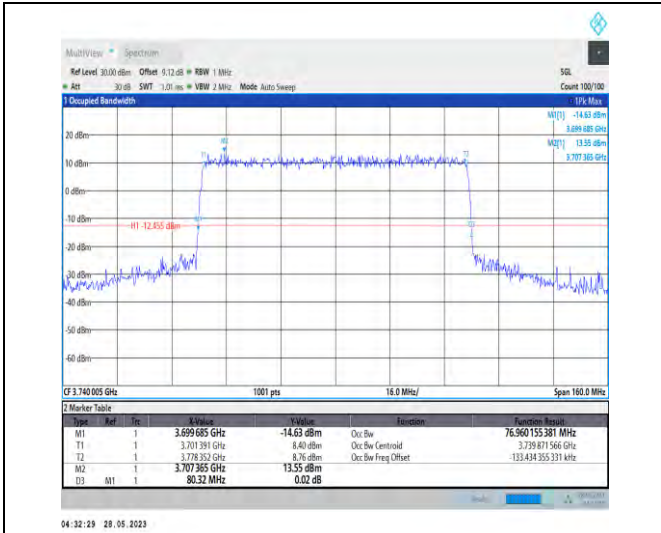 MultiView Spectrum
Ref Level 30.00 dBm Offset 9.12 dB RBW 1 MHz SGL
Att 30 dB SWT 1.01 ms VBW 2 MHz Mode Auto Sweep Count 100/100
1 Occupied Bandwidth 1Pk Max
M1[1] -14.63 dBm
3.699 685 GHz
M2[1] 13.55 dBm
3.707 365 GHz
20 dBm
M2
T1 T2
10 dBm
0 dBm
-10 dBm
H1 -12.455 dBm
-30 dBm
-40 dBm
-50 dBm
-60 dBm
CF 3.740 005 GHz 1001 pts 16.0 MHz/ Span 160.0 MHz
2 Marker Table
Type Ref Trc X-Value Y-Value Function Function Result
M1 1 3.699 685 GHz -14.63 dBm Occ Bw 76.960 155 381 MHz
T1 1 3.701 391 GHz 8.40 dBm Occ Bw Centroid 3.739 871 566 GHz
T2 1 3.778 352 GHz 8.76 dBm Occ Bw Freq Offset -133.434 355 331 kHz
M2 1 3.707 365 GHz 13.55 dBm
D3 M1 1 80.32 MHz 0.02 dB
04:32:29 28.05.2023